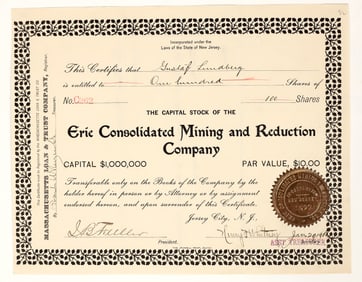 Incorporated under the
Laws of the State of New Jersey.
This Certifies that Gustaf Lundberg
is entitled to One hundred Shares of
No. 100 Shares
THE CAPITAL STOCK OF THE
Eric Consolidated Mining and Reduction
Company
CAPITAL $1,000,000 PAR VALUE, $10.00
Transferable only on the Books of the Company by the
holder hereof in person or by Attorney or by assignment
endorsed hereon, and upon surrender of this Certificate.
Jersey City, N. J.
President.
ASST TREASURER
MASSACHUSETTS LOAN & TRUST COMPANY, Registrar,